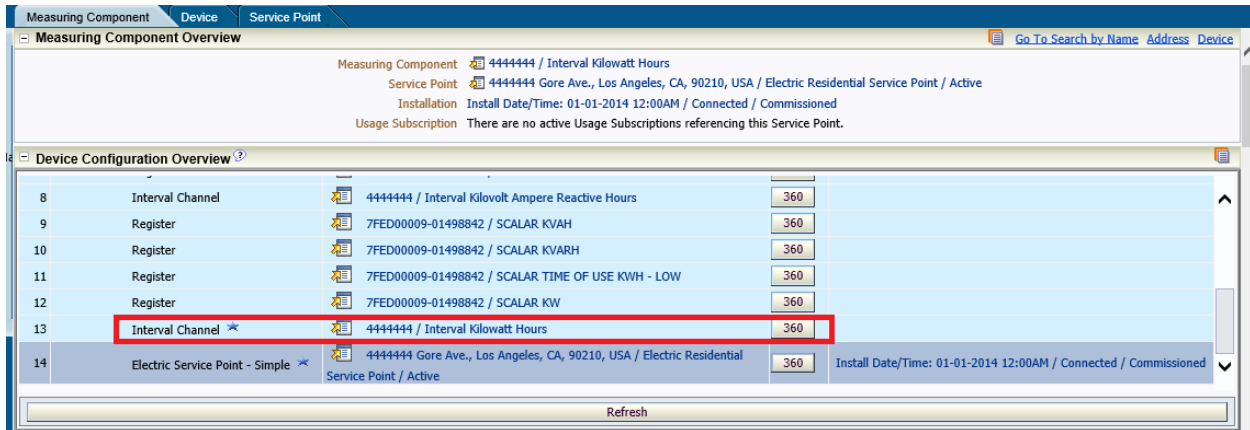 Measuring Component Device Service Point
Measuring Component Overview Go To Search by Name Address Device
Measuring Component 4444444 / Interval Kilowatt Hours
Service Point 4444444 Gore Ave., Los Angeles, CA, 90210, USA / Electric Residential Service Point / Active
Installation Install Date/Time: 01-01-2014 12:00AM / Connected / Commissioned
Usage Subscription There are no active Usage Subscriptions referencing this Service Point.
Device Configuration Overview ?
8 Interval Channel 4444444 / Interval Kilovolt Ampere Reactive Hours 360
9 Register 7FED00009-01498842 / SCALAR KVAH 360
10 Register 7FED00009-01498842 / SCALAR KVARH 360
11 Register 7FED00009-01498842 / SCALAR TIME OF USE KWH - LOW 360
12 Register 7FED00009-01498842 / SCALAR KW 360
13 Interval Channel 4444444 / Interval Kilowatt Hours 360
14 Electric Service Point - Simple 4444444 Gore Ave., Los Angeles, CA, 90210, USA / Electric Residential 360 Install Date/Time: 01-01-2014 12:00AM / Connected / Commissioned
Service Point / Active
Refresh